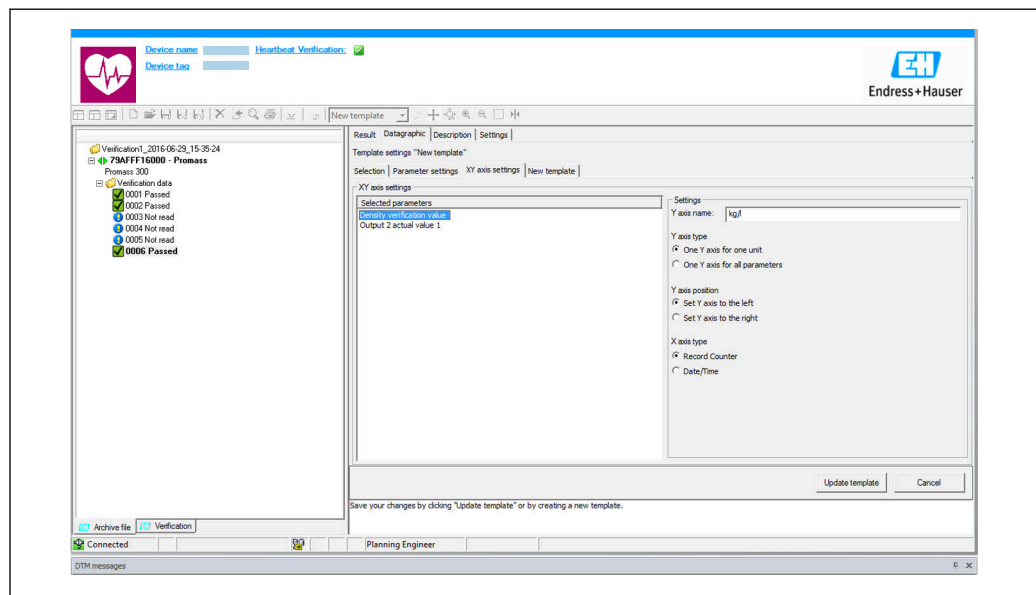 Device name Heartbeat Verification:
Device tag
EH
Endress+Hauser
New template
Verification1_2016-06-29_15-35-24
79AFFF16000 - Promass
Promass 300
Verification data
0001 Passed
0002 Passed
0003 Not read
0004 Not read
0005 Not read
0006 Passed
Archive file Verification
Result Datagraphic Description Settings
Template settings "New template"
Selection Parameter settings XY axis settings New template
XY axis settings
Selected parameters
Density verification value
Output 2 actual value 1
Settings
Y axis name: kg/l
Y axis type
One Y axis for one unit
One Y axis for all parameters
Y axis position
Set Y axis to the left
Set Y axis to the right
X axis type
Record Counter
Date/Time
Update template Cancel
Save your changes by clicking "Update template" or by creating a new template.
Connected Planning Engineer
DTM messages